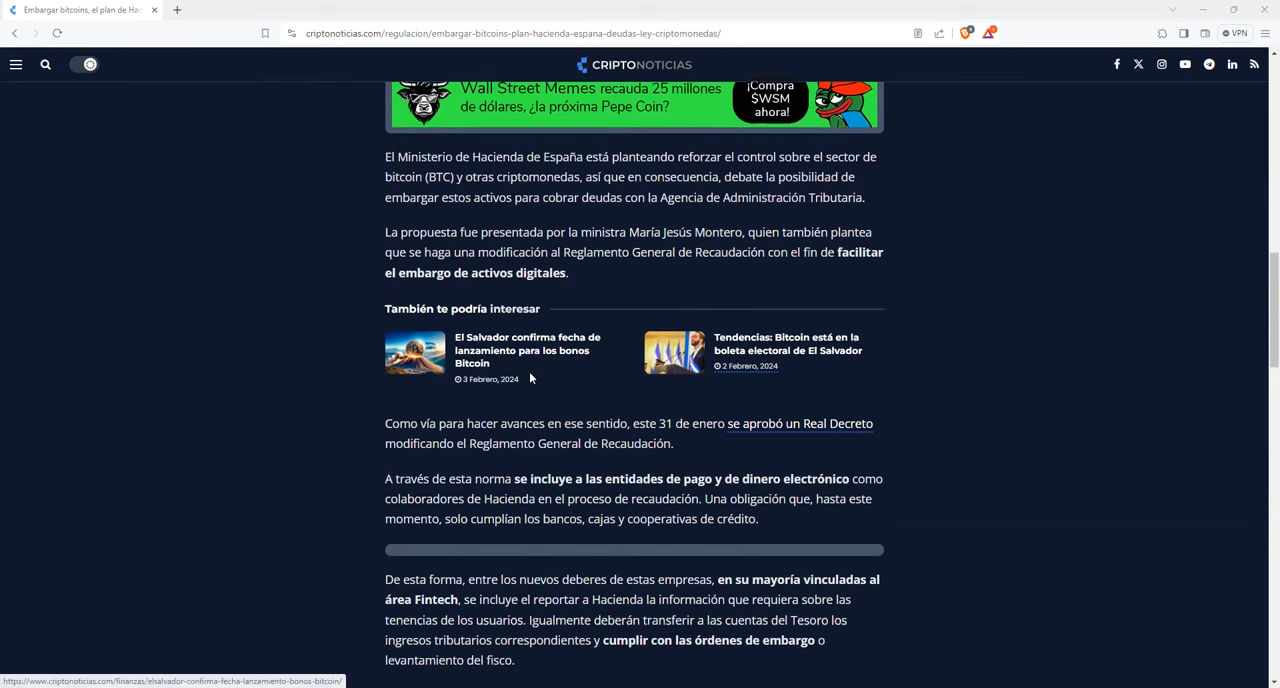 Embargar bitcoins, el plan de Hac
criptonoticias.com/regulacion/embargar-bitcoins-plan-hacienda-espana-deudas-ley-criptomonedas/
VPN
CRIPTONOTICIAS
Wall Street Memes recauda 25 millones
de dólares, ¿la próxima Pepe Coin?
¡Compra
$WSM
ahora!
El Ministerio de Hacienda de España está planteando reforzar el control sobre el sector de
bitcoin (BTC) y otras criptomonedas, así que en consecuencia, debate la posibilidad de
embargar estos activos para cobrar deudas con la Agencia de Administración Tributaria.
La propuesta fue presentada por la ministra María Jesús Montero, quien también plantea
que se haga una modificación al Reglamento General de Recaudación con el fin de facilitar
el embargo de activos digitales.
También te podría interesar
El Salvador confirma fecha de
lanzamiento para los bonos
Bitcoin
3 Febrero, 2024
Tendencias: Bitcoin está en la
boleta electoral de El Salvador
2 Febrero, 2024
Como vía para hacer avances en ese sentido, este 31 de enero se aprobó un Real Decreto
modificando el Reglamento General de Recaudación.
A través de esta norma se incluye a las entidades de pago y de dinero electrónico como
colaboradores de Hacienda en el proceso de recaudación. Una obligación que, hasta este
momento, solo cumplían los bancos, cajas y cooperativas de crédito.
De esta forma, entre los nuevos deberes de estas empresas, en su mayoría vinculadas al
área Fintech, se incluye el reportar a Hacienda la información que requiera sobre las
tenencias de los usuarios. Igualmente deberán transferir a las cuentas del Tesoro los
ingresos tributarios correspondientes y cumplir con las órdenes de embargo o
levantamiento del fisco.
https://www.criptonoticias.com/finanzas/elsalvador-confirma-fecha-lanzamiento-bonos-bitcoin/